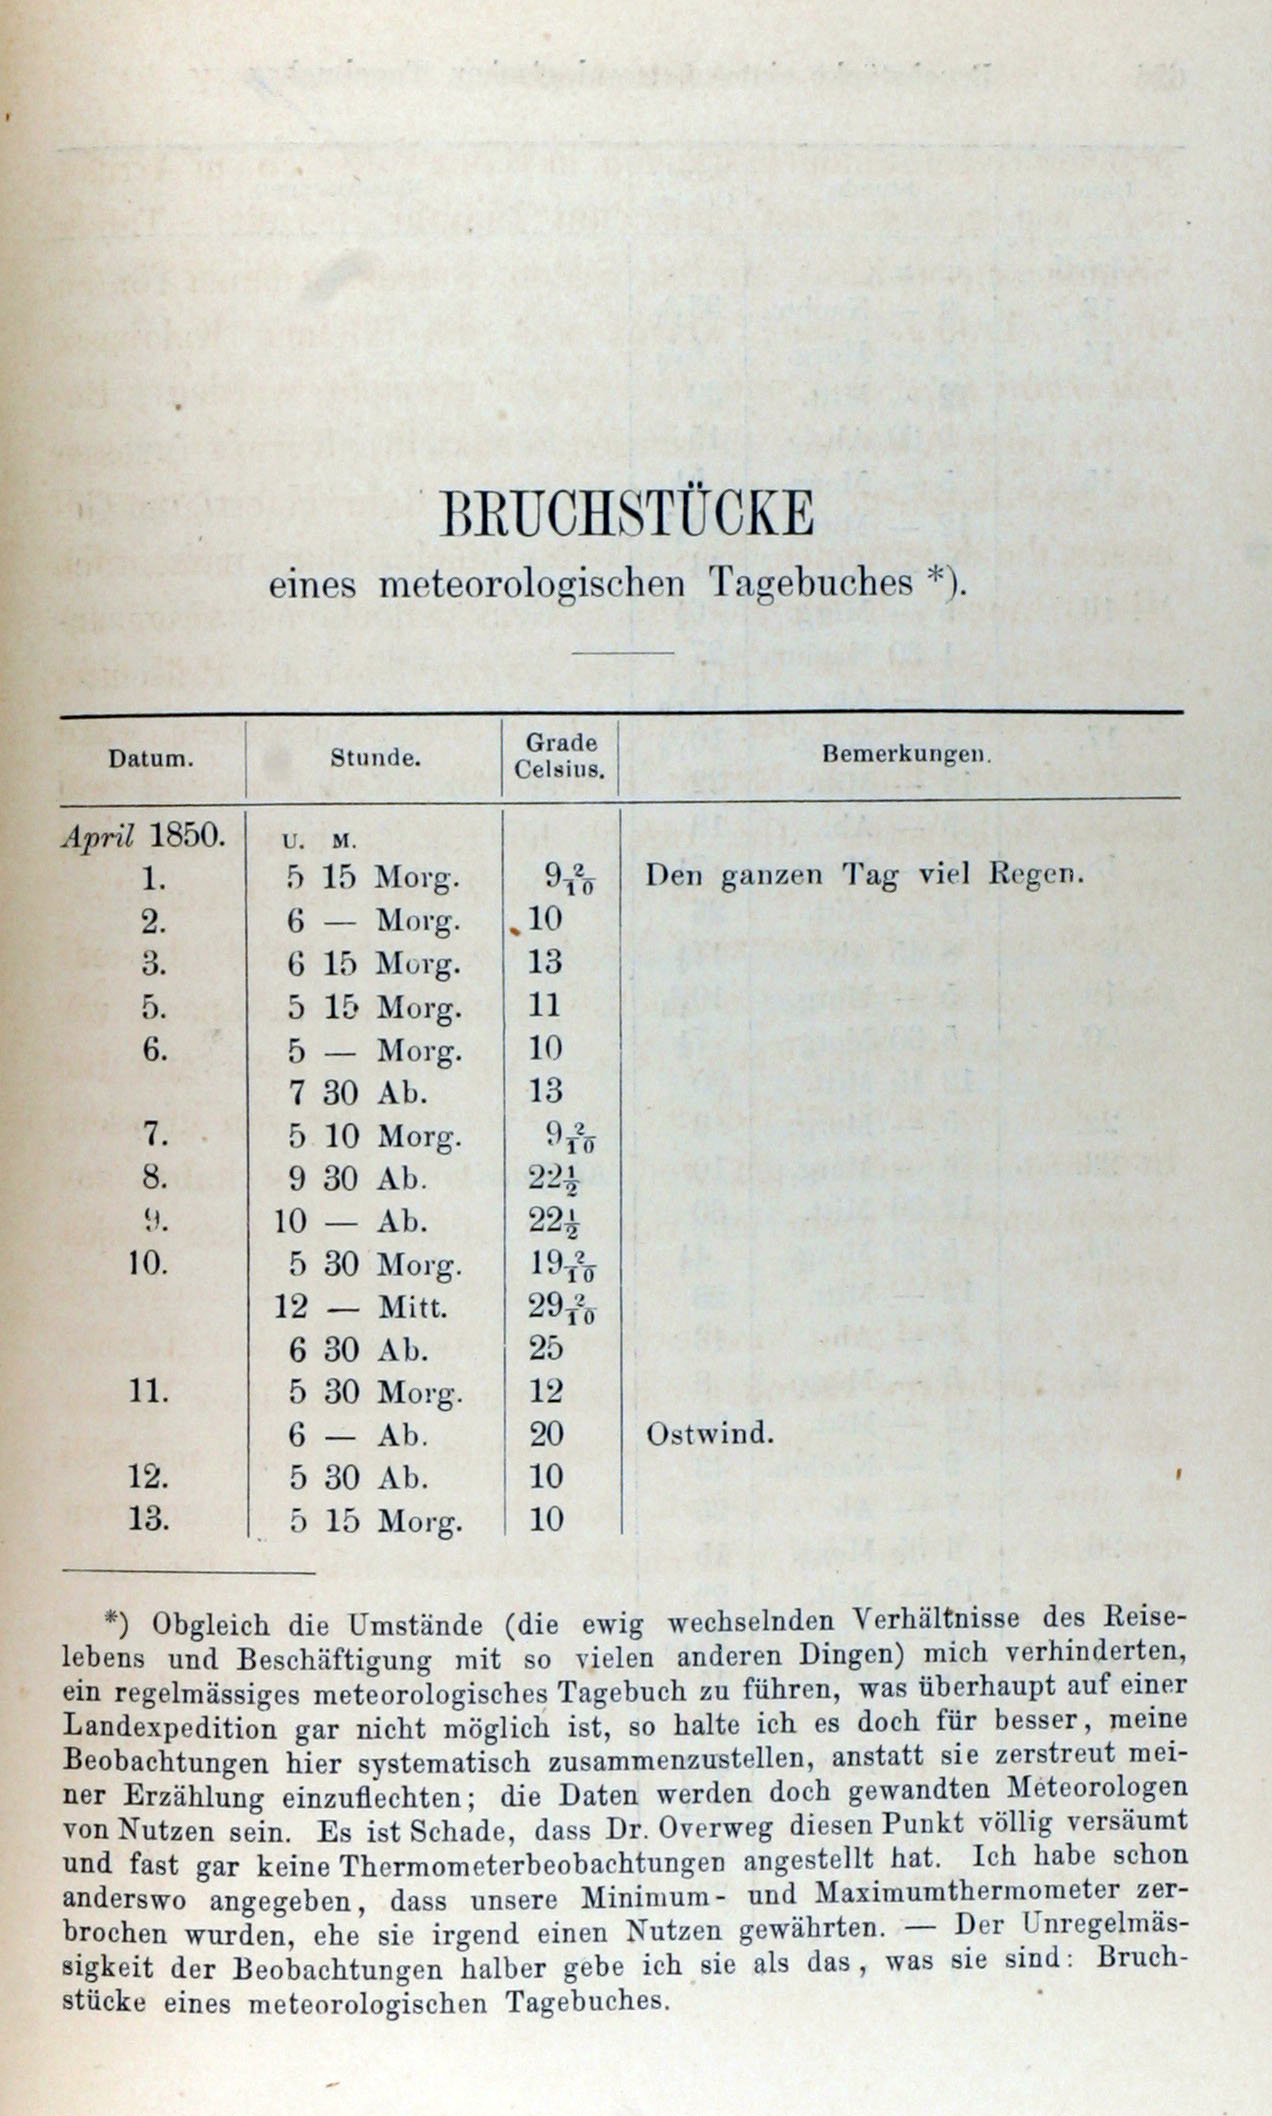 BRUCHSTÜCKE
eines meteorologischen Tagebuches *).
Datum. Stunde. Grade Celsius. Bemerkungen.
April 1850. U. M.
1. 5 15 Morg. 9 2/10 Den ganzen Tag viel Regen.
2. 6 — Morg. 10
3. 6 15 Morg. 13
5. 5 15 Morg. 11
6. 5 — Morg. 10
7 30 Ab. 13
7. 5 10 Morg. 9 2/10
8. 9 30 Ab. 22 1/2
9. 10 — Ab. 22 1/2
10. 5 30 Morg. 19 2/10
12 — Mitt. 29 2/10
6 30 Ab. 25
11. 5 30 Morg. 12
6 — Ab. 20 Ostwind.
12. 5 30 Ab. 10
13. 5 15 Morg. 10
*) Obgleich die Umstände (die ewig wechselnden Verhältnisse des Reise-
lebens und Beschäftigung mit so vielen anderen Dingen) mich verhinderten,
ein regelmässiges meteorologisches Tagebuch zu führen, was überhaupt auf einer
Landexpedition gar nicht möglich ist, so halte ich es doch für besser, meine
Beobachtungen hier systematisch zusammenzustellen, anstatt sie zerstreut mei-
ner Erzählung einzuflechten; die Daten werden doch gewandten Meteorologen
von Nutzen sein. Es ist Schade, dass Dr. Overweg diesen Punkt völlig versäumt
und fast gar keine Thermometerbeobachtungen angestellt hat. Ich habe schon
anderswo angegeben, dass unsere Minimum- und Maximumthermometer zer-
brochen wurden, ehe sie irgend einen Nutzen gewährten. — Der Unregelmäs-
sigkeit der Beobachtungen halber gebe ich sie als das, was sie sind: Bruch-
stücke eines meteorologischen Tagebuches.